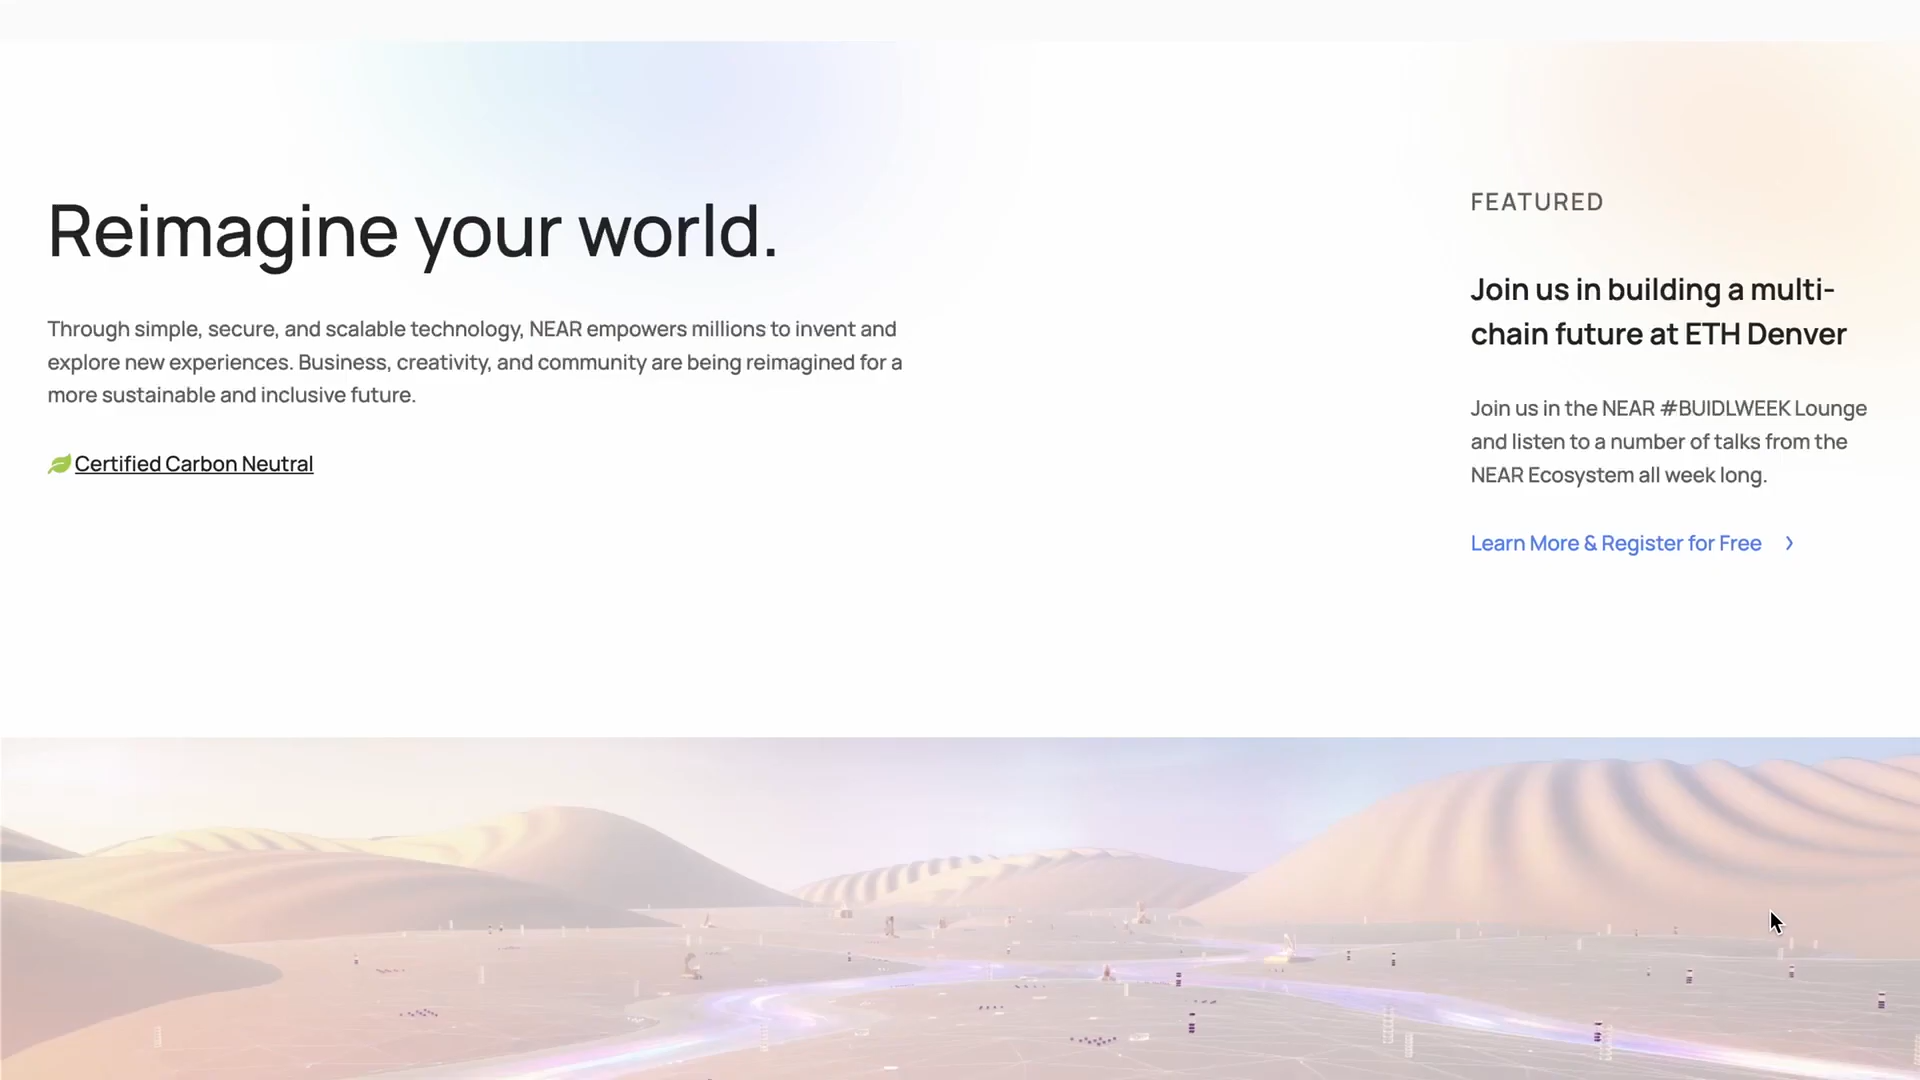 Reimagine your world.
Through simple, secure, and scalable technology, NEAR empowers millions to invent and
explore new experiences. Business, creativity, and community are being reimagined for a
more sustainable and inclusive future.
Certified Carbon Neutral
FEATURED
Join us in building a multi-
chain future at ETH Denver
Join us in the NEAR #BUIDLWEEK Lounge
and listen to a number of talks from the
NEAR Ecosystem all week long.
Learn More & Register for Free